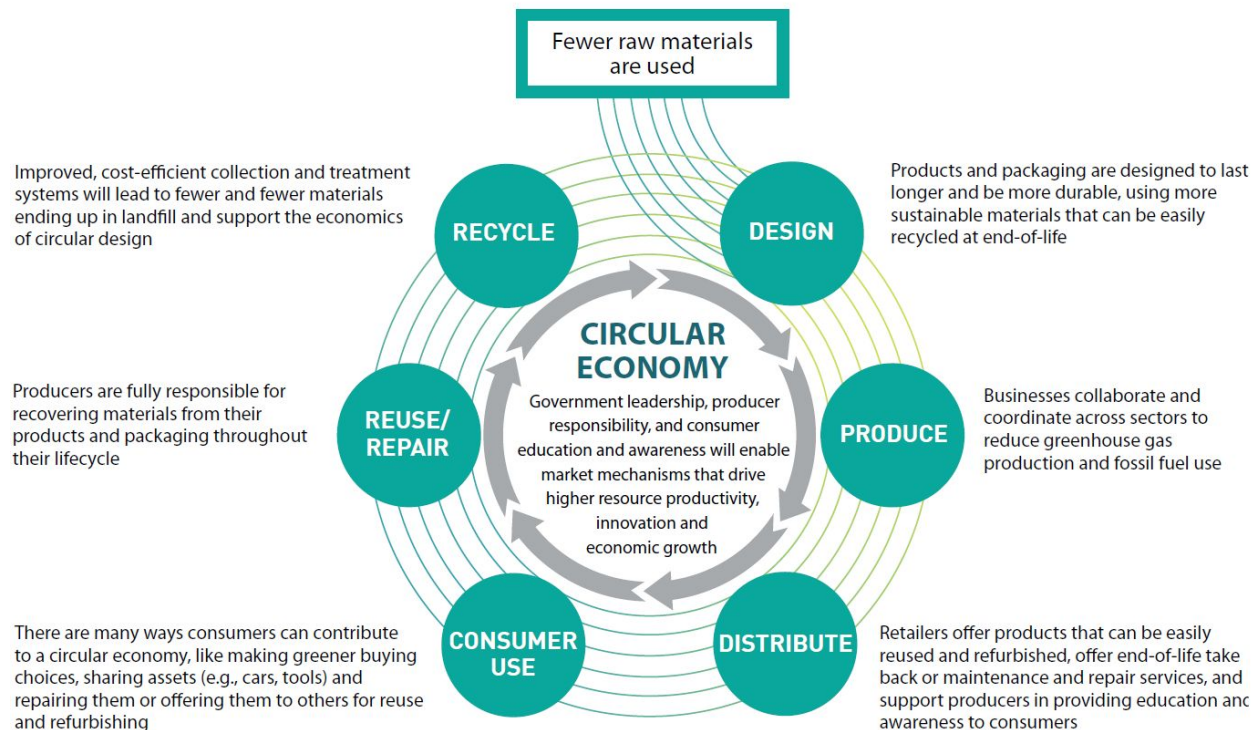 Fewer raw materials
are used
Improved, cost-efficient collection and treatment
systems will lead to fewer and fewer materials
ending up in landfill and support the economics
of circular design
RECYCLE
DESIGN
Products and packaging are designed to last
longer and be more durable, using more
sustainable materials that can be easily
recycled at end-of-life
CIRCULAR
ECONOMY
Government leadership, producer
responsibility, and consumer
education and awareness will enable
market mechanisms that drive
higher resource productivity,
innovation and
economic growth
Producers are fully responsible for
recovering materials from their
products and packaging throughout
their lifecycle
REUSE/
REPAIR
PRODUCE
Businesses collaborate and
coordinate across sectors to
reduce greenhouse gas
production and fossil fuel use
There are many ways consumers can contribute
to a circular economy, like making greener buying
choices, sharing assets (e.g., cars, tools) and
repairing them or offering them to others for reuse
and refurbishing
CONSUMER
USE
DISTRIBUTE
Retailers offer products that can be easily
reused and refurbished, offer end-of-life take
back or maintenance and repair services, and
support producers in providing education and
awareness to consumers